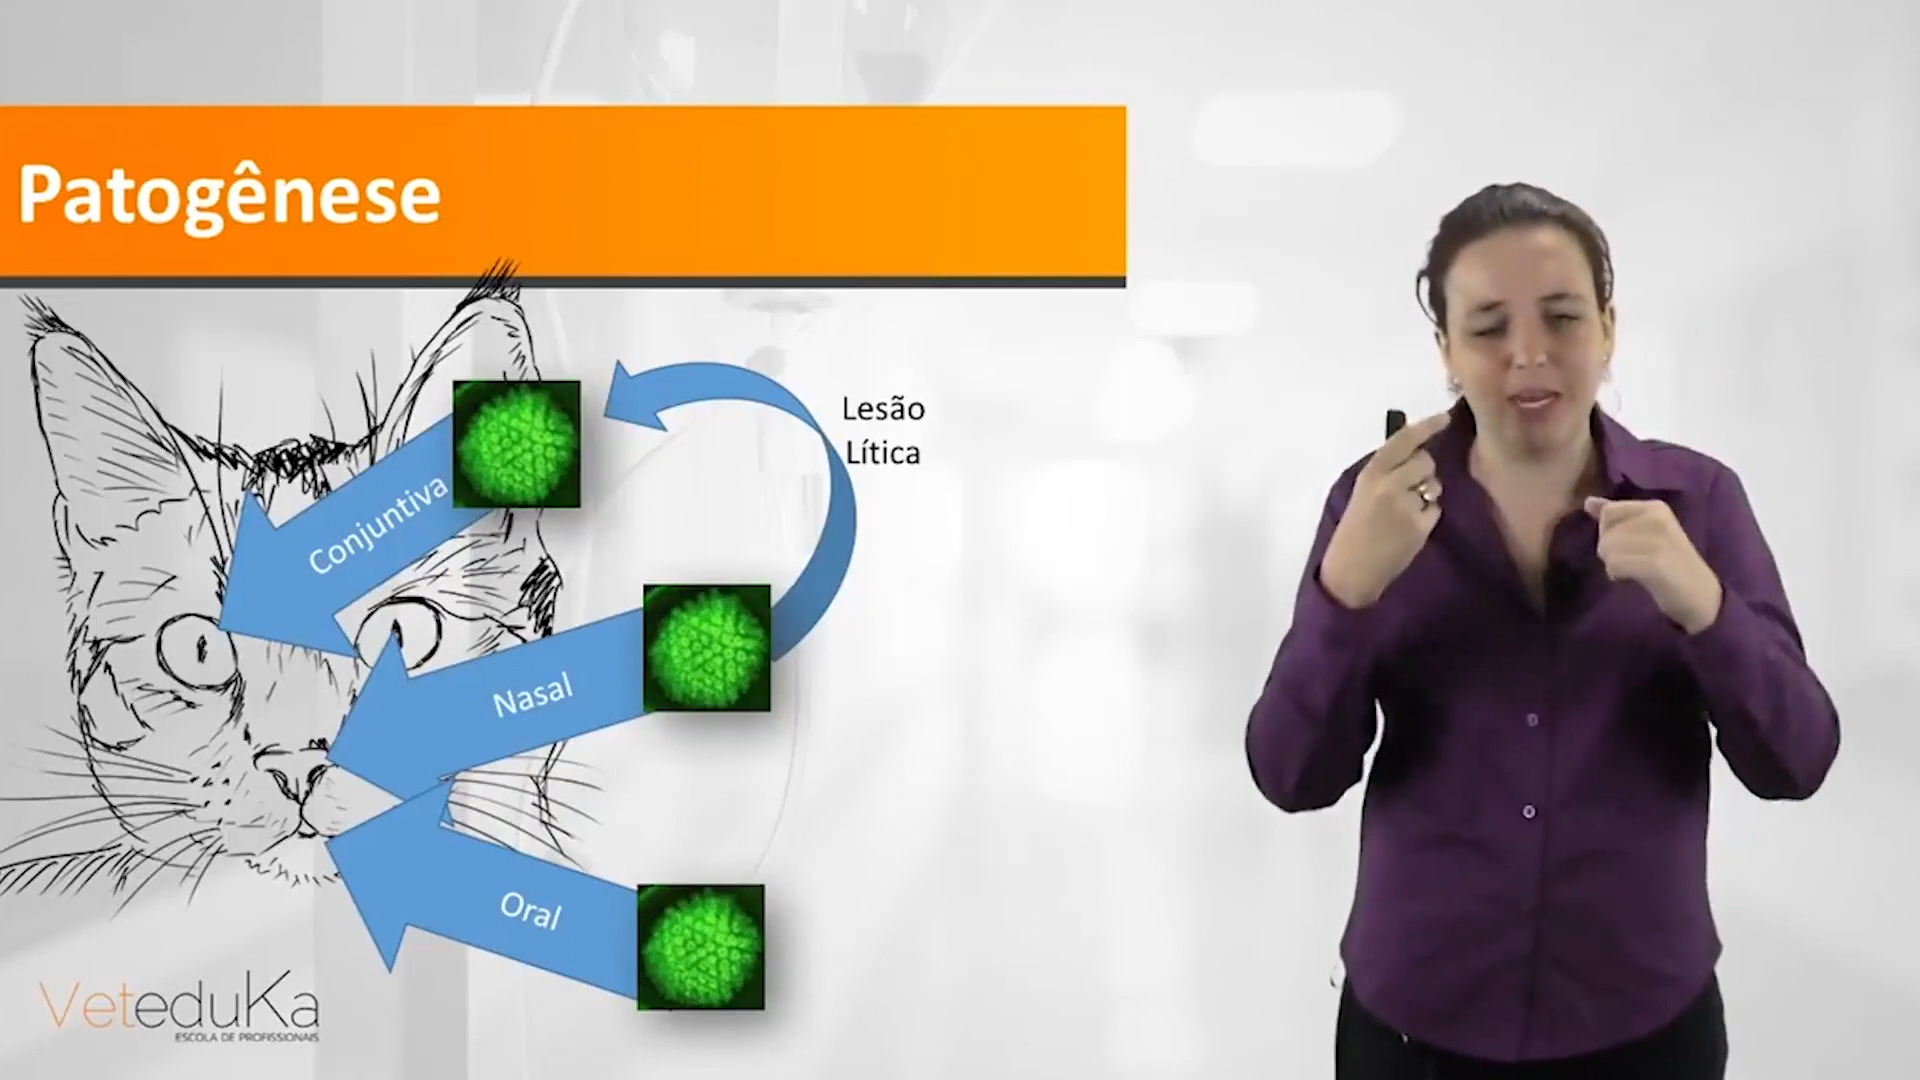 Patogênese
Lesão
Lítica
Conjuntiva
Nasal
Oral
VeteduKa
ESCOLA DE PROFISSIONAIS